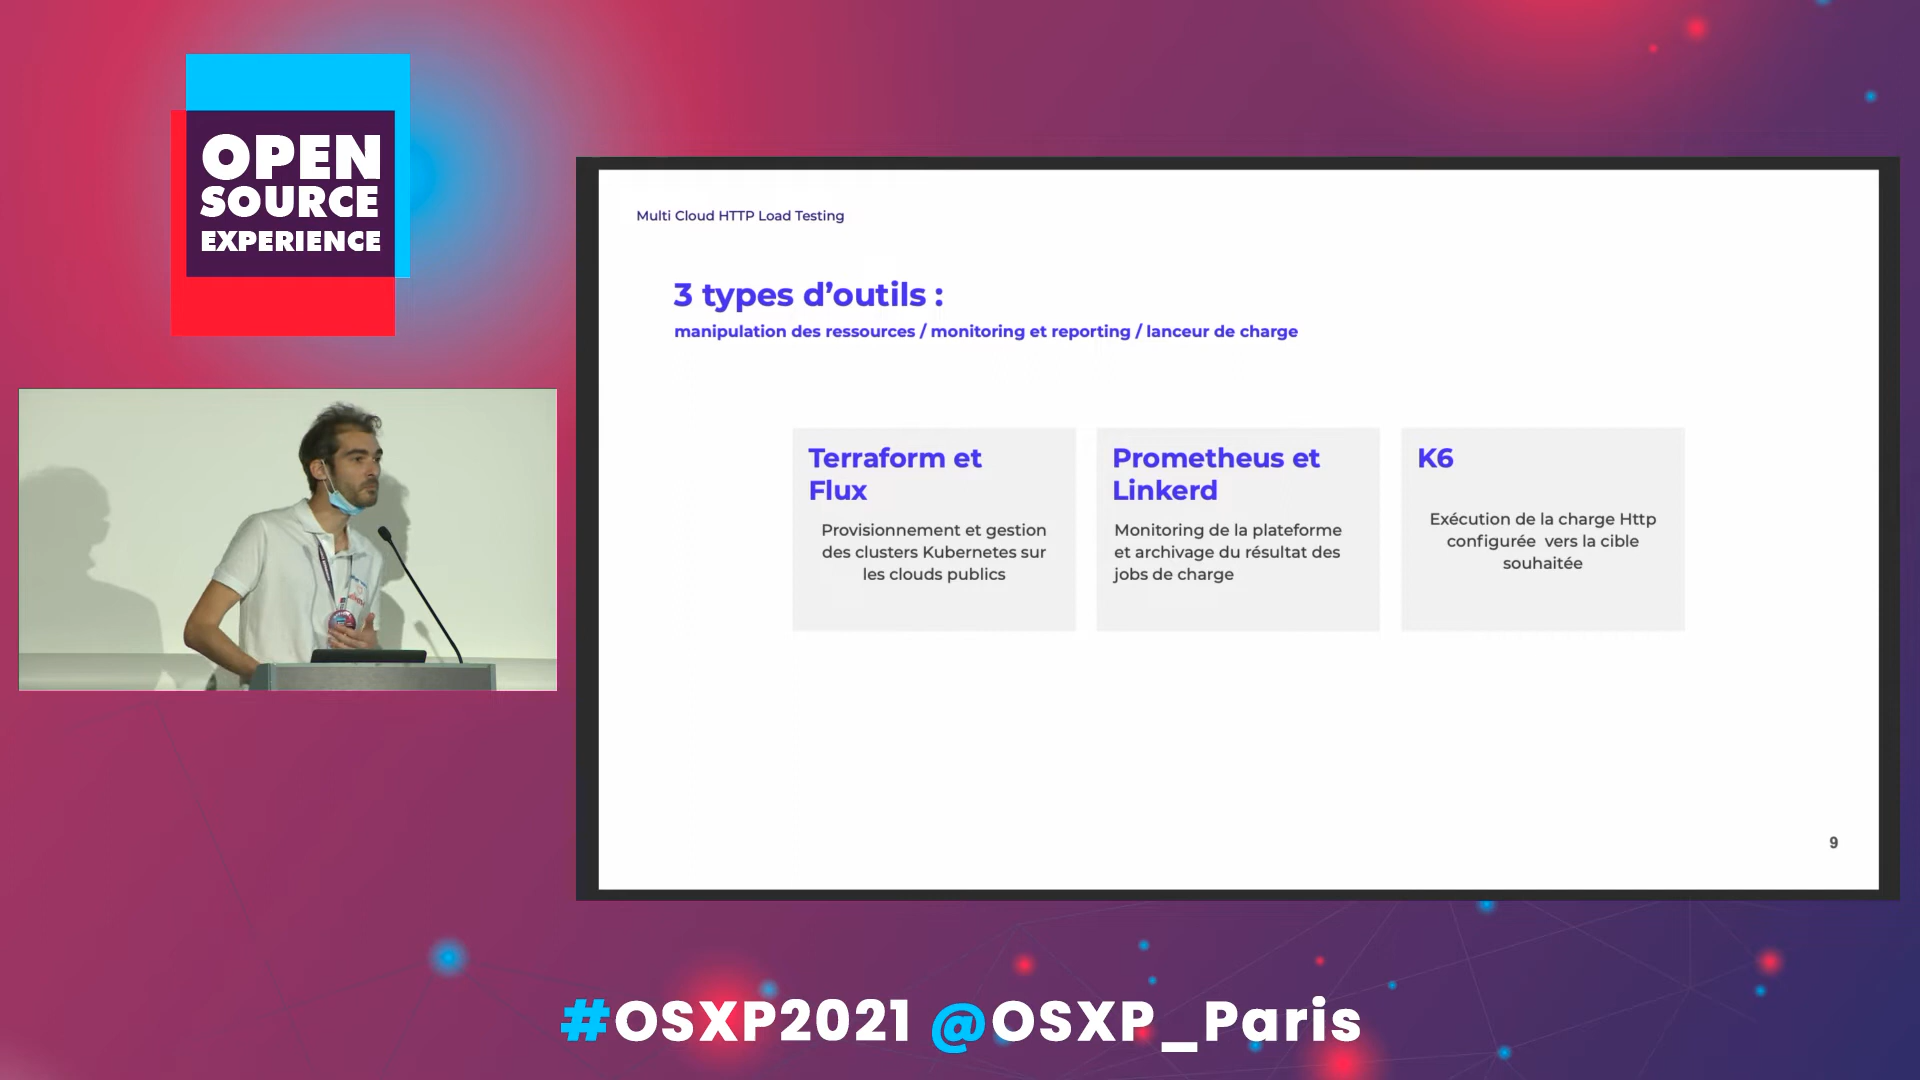 OPEN
SOURCE
EXPERIENCE
Multi Cloud HTTP Load Testing
3 types d’outils :
manipulation des ressources / monitoring et reporting / lanceur de charge
Terraform et
Flux
Provisionnement et gestion
des clusters Kubernetes sur
les clouds publics
Prometheus et
Linkerd
Monitoring de la plateforme
et archivage du résultat des
jobs de charge
K6
Exécution de la charge Http
configurée  vers la cible
souhaitée
9
#OSXP2021 @OSXP_Paris